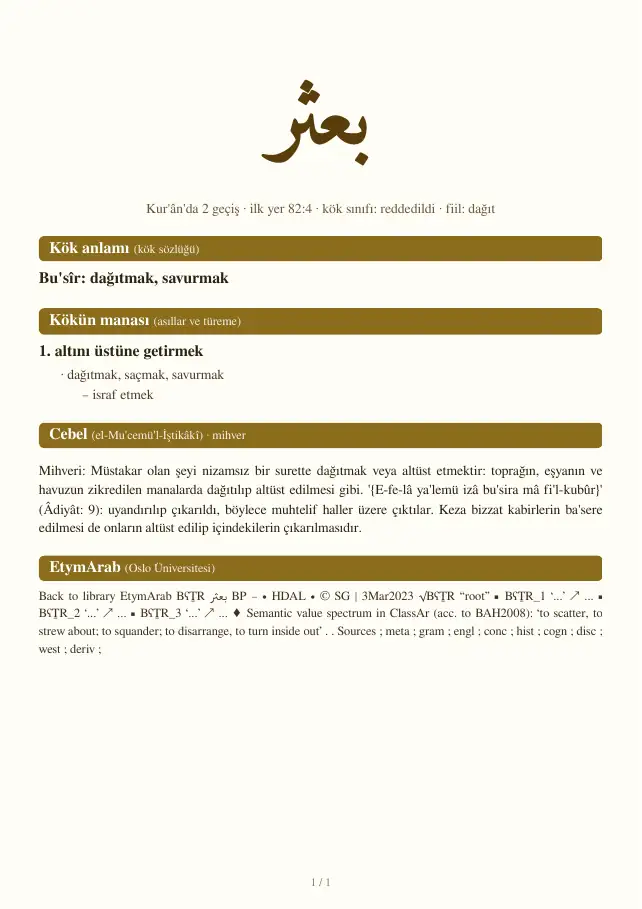 بعثر
Kur'ân'da 2 geçiş · ilk yer 82:4 · kök sınıfı: reddedildi · fiil: dağıt
Kök anlamı (kök sözlüğü)
Bu'sîr: dağıtmak, savurmak
Kökün manası (asıllar ve türeme)
1. altını üstüne getirmek
· dağıtmak, saçmak, savurmak
– israf etmek
Cebel (el-Mu'cemü'l-İştikâkî) · mihver
Mihveri: Müstakar olan şeyi nizamsız bir surette dağıtmak veya altüst etmektir: toprağın, eşyanın ve
havuzun zikredilen manalarda dağıtılıp altüst edilmesi gibi. '{E-fe-lâ ya'lemü izâ bu'sira mâ fi'l-kubûr}'
(Âdiyât: 9): uyandırılıp çıkarıldı, böylece muhtelif haller üzere çıktılar. Keza bizzat kabirlerin ba'sere
edilmesi de onların altüst edilip içindekilerin çıkarılmasıdır.
EtymArab (Oslo Üniversitesi)
Back to library EtymArab BꜤṮR بعثر BP – • HDAL • © SG | 3Mar2023 √BꜤṮR “root” ▪ BꜤṮR_1 ‘...’ ↗ ... ▪
BꜤṮR_2 ‘...’ ↗ ... ▪ BꜤṮR_3 ‘...’ ↗ ... ♦ Semantic value spectrum in ClassAr (acc. to BAH2008): ‘to scatter, to
strew about; to squander; to disarrange, to turn inside out’ . . Sources ; meta ; gram ; engl ; conc ; hist ; cogn ; disc ;
west ; deriv ;
1 / 1